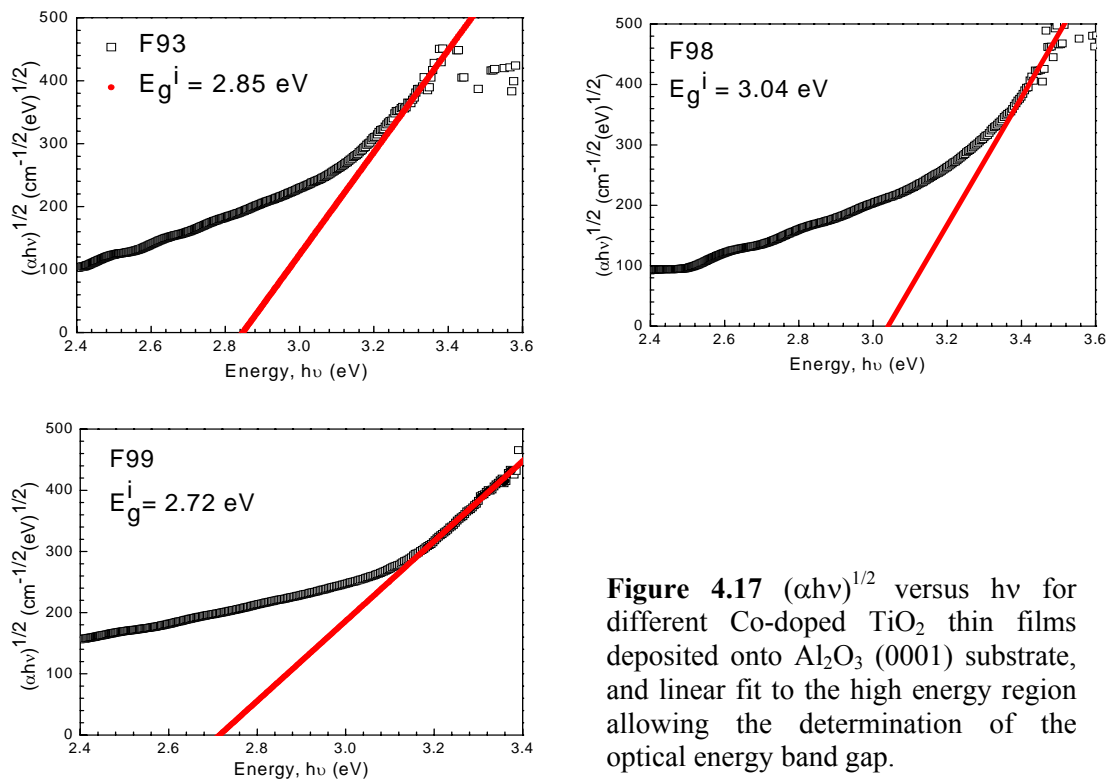 500
400
300
200
100
0
(αhν)^1/2 (cm^-1/2(eV)^1/2)
F93
E_g^i = 2.85 eV
2.4 2.6 2.8 3.0 3.2 3.4 3.6
Energy, hυ (eV)
500
400
300
200
100
0
(αhν)^1/2 (cm^-1/2(eV)^1/2)
F98
E_g^i = 3.04 eV
2.4 2.6 2.8 3.0 3.2 3.4 3.6
Energy, hυ (eV)
500
400
300
200
100
0
(αhν)^1/2 (cm^-1/2(eV)^1/2)
F99
E_g^i = 2.72 eV
2.4 2.6 2.8 3.0 3.2 3.4
Energy, hυ (eV)
Figure 4.17 (αhν)^1/2 versus hν for
different Co-doped TiO₂ thin films
deposited onto Al₂O₃ (0001) substrate,
and linear fit to the high energy region
allowing the determination of the
optical energy band gap.